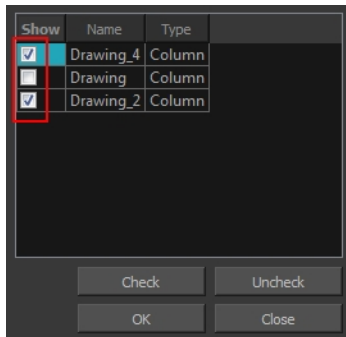 Show Name Type
Drawing_4 Column
Drawing Column
Drawing_2 Column
Check Uncheck
OK Close